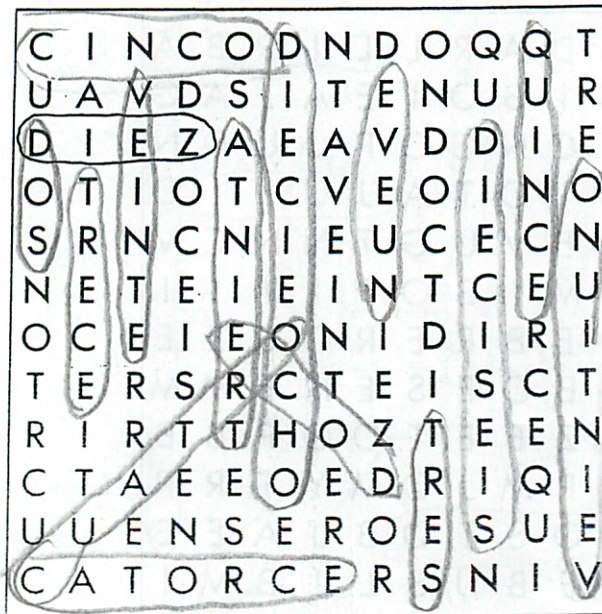 C I N C O D N D O Q Q T
U A V D S I T E N U U R
D I E Z A E A V D D I E
O T I O T C V E O I N O
S R N C N I E U C E C N
N E T E I E I N T C E U
O C E I E O N I D I R I
T E R S R C T E I S C T
R I R T T H O Z T E E N
C T A E E O E D R I Q I
U U E N S E R O E S U E
C A T O R C E R S N I V